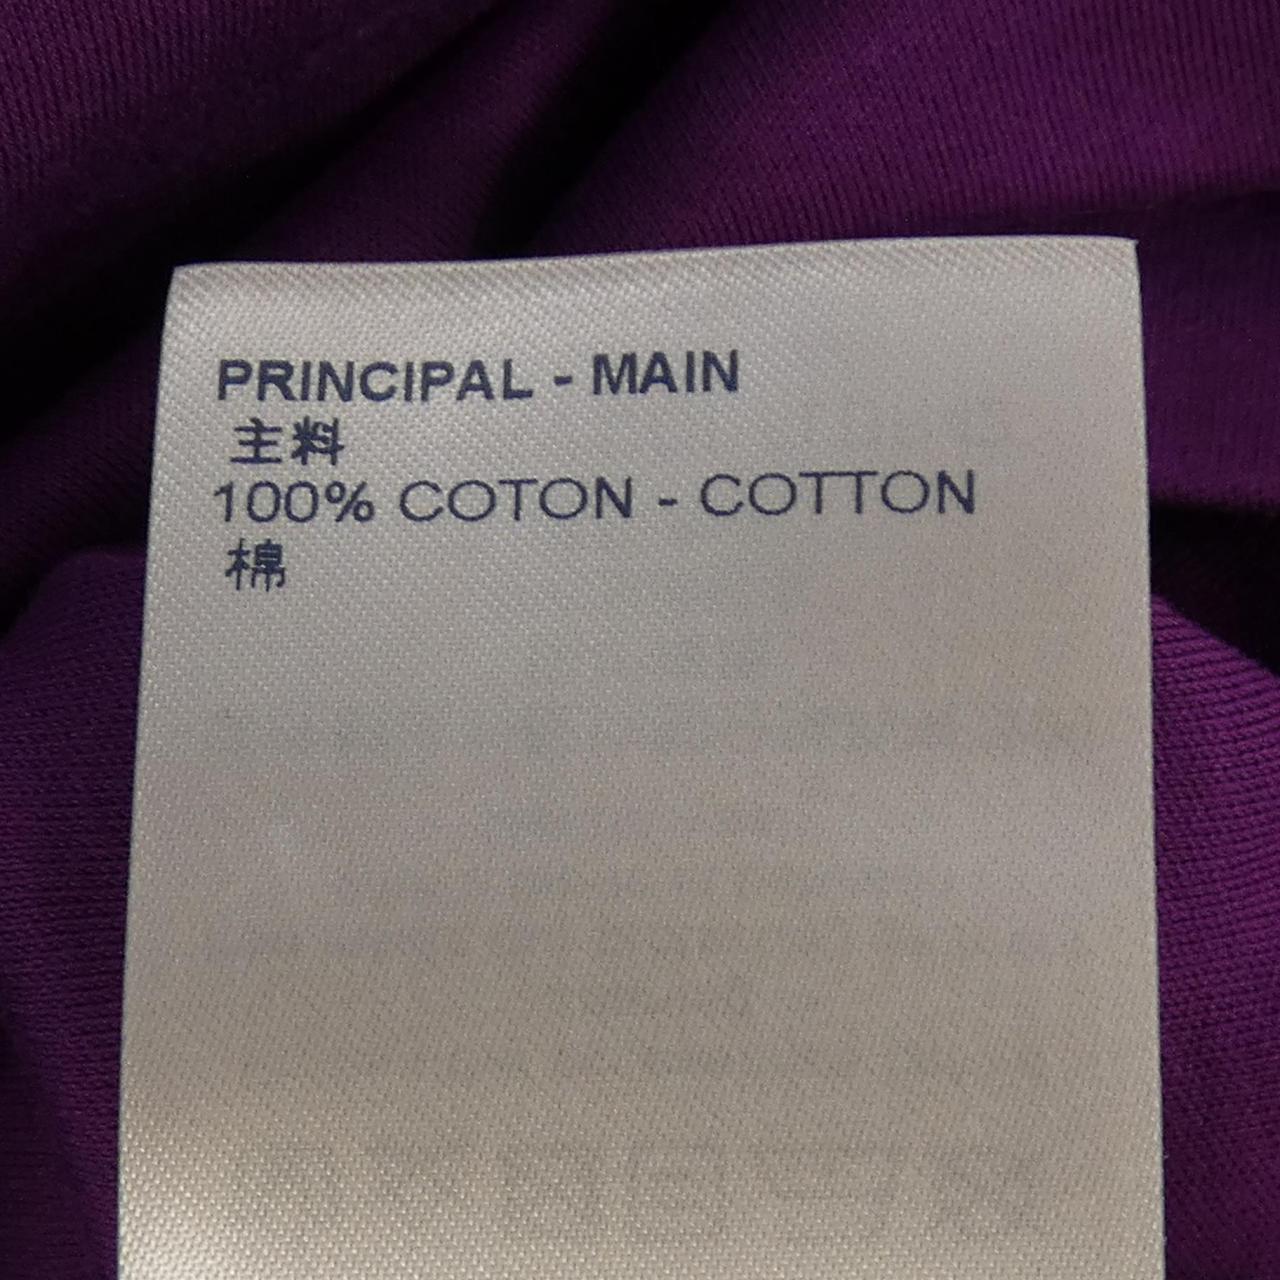 PRINCIPAL - MAIN
主料
100% COTON - COTTON
棉